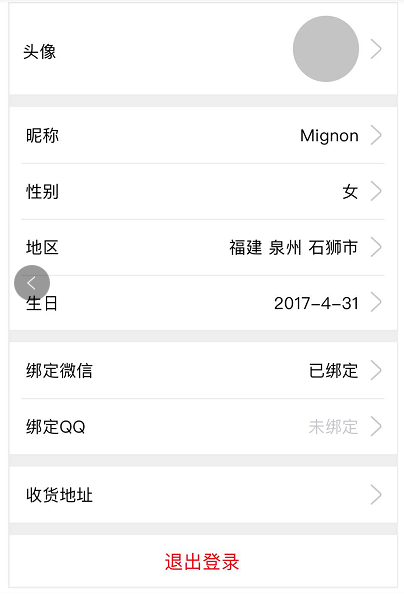 头像
昵称 Mignon
性别 女
地区 福建 泉州 石狮市
生日 2017-4-31
绑定微信 已绑定
绑定QQ 未绑定
收货地址
退出登录